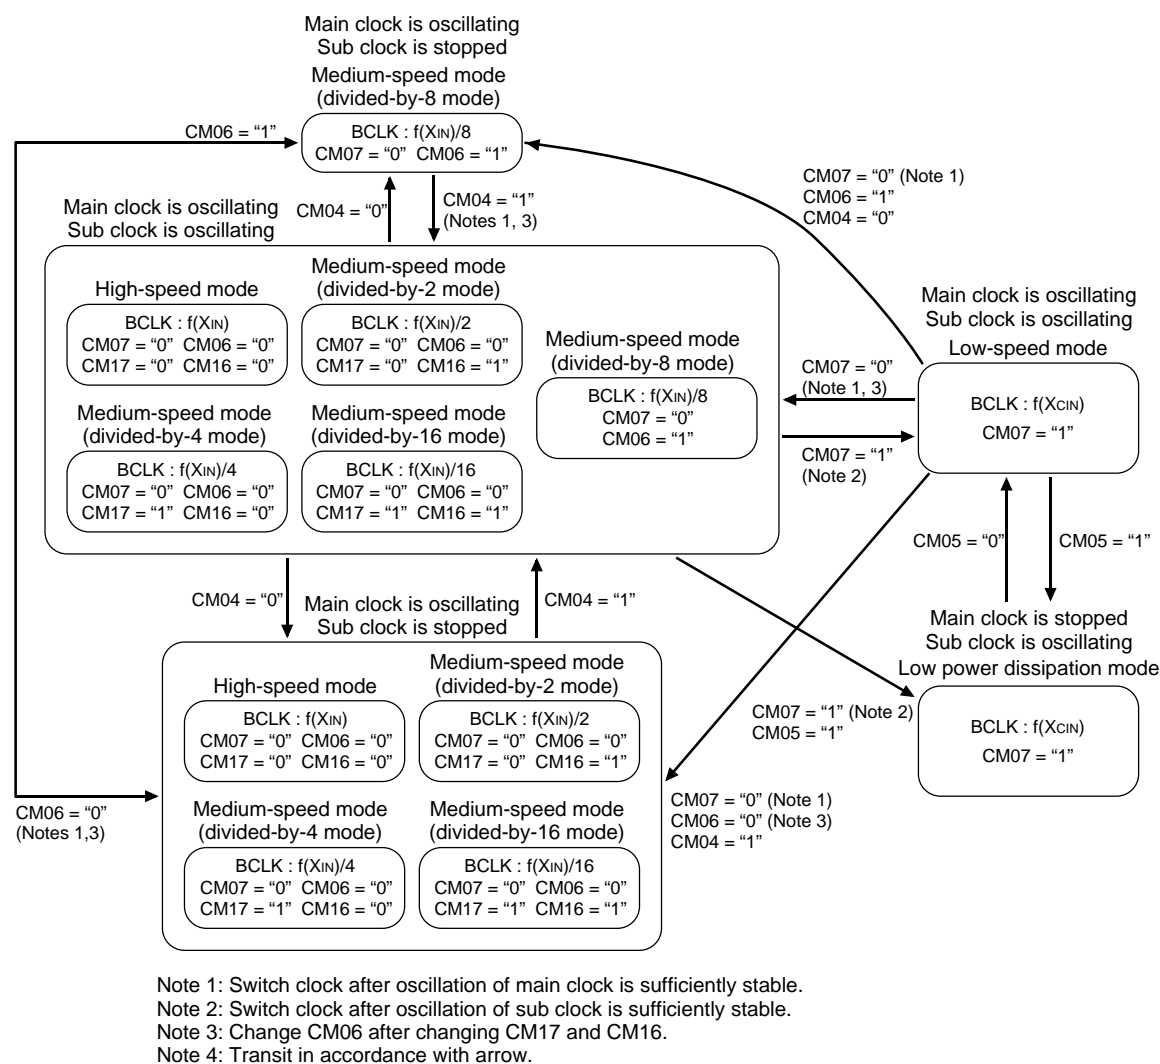 Main clock is oscillating
Sub clock is stopped
Medium-speed mode
(divided-by-8 mode)
CM06 = “1”
BCLK : f(XIN)/8
CM07 = “0” CM06 = “1”
CM07 = “0” (Note 1)
CM06 = “1”
CM04 = “0”
Main clock is oscillating
Sub clock is oscillating
CM04 = “0”
CM04 = “1”
(Notes 1, 3)
High-speed mode
BCLK : f(XIN)
CM07 = “0” CM06 = “0”
CM17 = “0” CM16 = “0”
Medium-speed mode
(divided-by-2 mode)
BCLK : f(XIN)/2
CM07 = “0” CM06 = “0”
CM17 = “0” CM16 = “1”
Medium-speed mode
(divided-by-8 mode)
BCLK : f(XIN)/8
CM07 = “0”
CM06 = “1”
Medium-speed mode
(divided-by-4 mode)
BCLK : f(XIN)/4
CM07 = “0” CM06 = “0”
CM17 = “1” CM16 = “0”
Medium-speed mode
(divided-by-16 mode)
BCLK : f(XIN)/16
CM07 = “0” CM06 = “0”
CM17 = “1” CM16 = “1”
Main clock is oscillating
Sub clock is oscillating
Low-speed mode
BCLK : f(XCIN)
CM07 = “1”
CM07 = “0”
(Note 1, 3)
CM07 = “1”
(Note 2)
CM05 = “0”
CM05 = “1”
CM04 = “0”
Main clock is oscillating
Sub clock is stopped
CM04 = “1”
Main clock is stopped
Sub clock is oscillating
Low power dissipation mode
BCLK : f(XCIN)
CM07 = “1”
CM07 = “1” (Note 2)
CM05 = “1”
High-speed mode
BCLK : f(XIN)
CM07 = “0” CM06 = “0”
CM17 = “0” CM16 = “0”
Medium-speed mode
(divided-by-2 mode)
BCLK : f(XIN)/2
CM07 = “0” CM06 = “0”
CM17 = “0” CM16 = “1”
CM06 = “0”
(Notes 1,3)
CM07 = “0” (Note 1)
CM06 = “0” (Note 3)
CM04 = “1”
Medium-speed mode
(divided-by-4 mode)
BCLK : f(XIN)/4
CM07 = “0” CM06 = “0”
CM17 = “1” CM16 = “0”
Medium-speed mode
(divided-by-16 mode)
BCLK : f(XIN)/16
CM07 = “0” CM06 = “0”
CM17 = “1” CM16 = “1”
Note 1: Switch clock after oscillation of main clock is sufficiently stable.
Note 2: Switch clock after oscillation of sub clock is sufficiently stable.
Note 3: Change CM06 after changing CM17 and CM16.
Note 4: Transit in accordance with arrow.